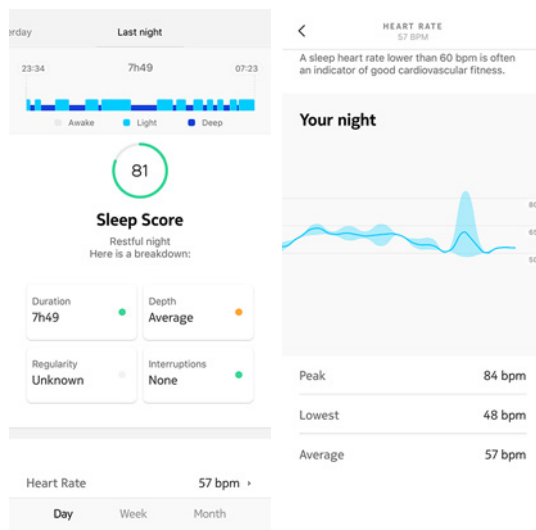 erday
Last night
23:34
7h49
07:23
Awake
Light
Deep
81
Sleep Score
Restful night
Here is a breakdown:
Duration
7h49
Depth
Average
Regularity
Unknown
Interruptions
None
Heart Rate
57 bpm ›
Day
Week
Month
HEART RATE
57 BPM
A sleep heart rate lower than 60 bpm is often
an indicator of good cardiovascular fitness.
Your night
80
65
50
Peak
84 bpm
Lowest
48 bpm
Average
57 bpm